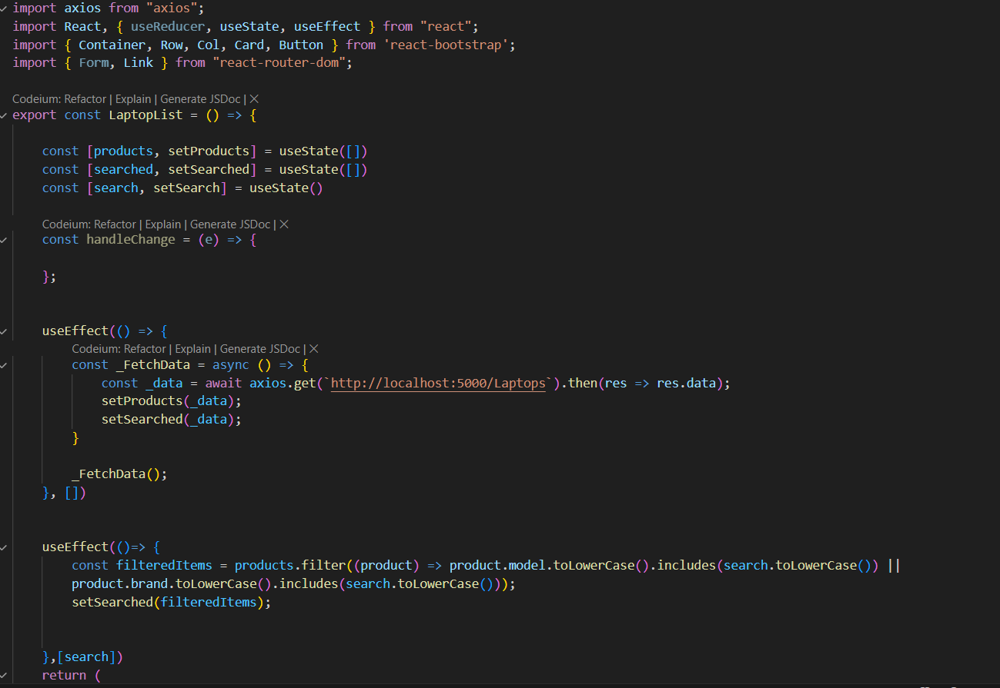 import axios from "axios";
import React, { useReducer, useState, useEffect } from "react";
import { Container, Row, Col, Card, Button } from 'react-bootstrap';
import { Form, Link } from "react-router-dom";
Codeium: Refactor | Explain | Generate JSDoc | ×
export const LaptopList = () => {
const [products, setProducts] = useState([])
const [searched, setSearched] = useState([])
const [search, setSearch] = useState()
Codeium: Refactor | Explain | Generate JSDoc | ×
const handleChange = (e) => {
};
useEffect(() => {
Codeium: Refactor | Explain | Generate JSDoc | ×
const _FetchData = async () => {
const _data = await axios.get(`http://localhost:5000/Laptops`).then(res => res.data);
setProducts(_data);
setSearched(_data);
}
_FetchData();
}, [])
useEffect(()=> {
const filteredItems = products.filter((product) => product.model.toLowerCase().includes(search.toLowerCase()) ||
product.brand.toLowerCase().includes(search.toLowerCase()));
setSearched(filteredItems);
},[search])
return (